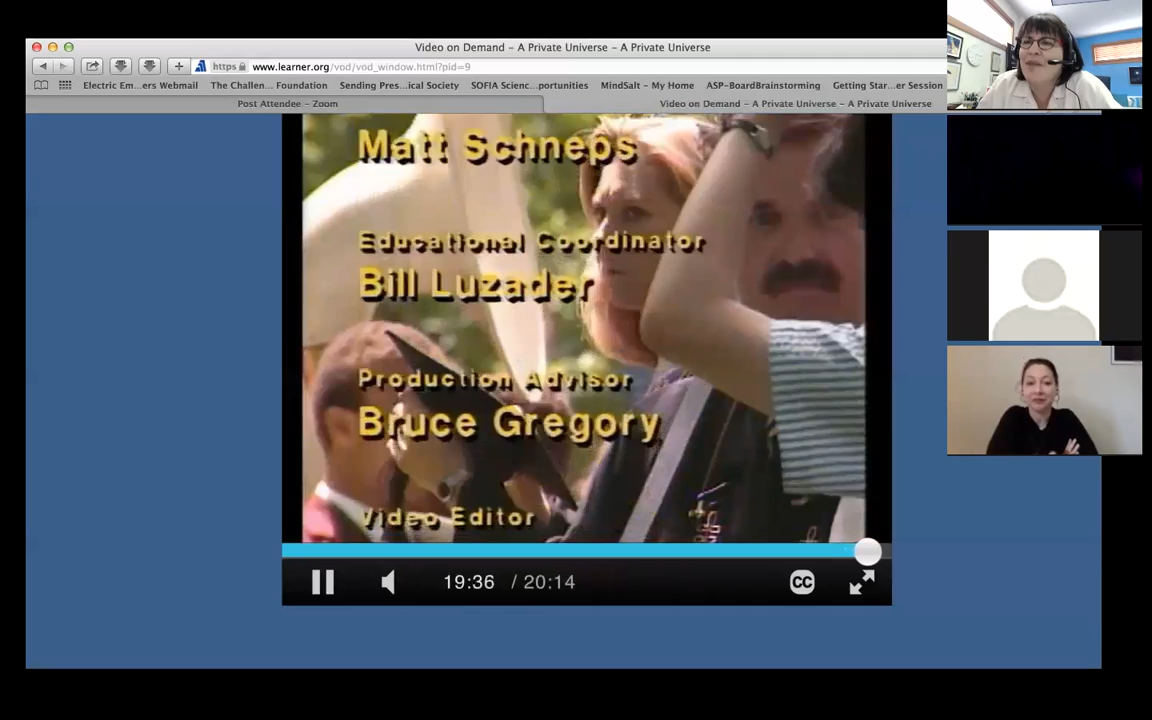 Video on Demand – A Private Universe – A Private Universe
https www.learner.org/vod/vod_window.html?pid=9
Electric Em...ers Webmail The Challen... Foundation Sending Pres...ical Society SOFIA Scienc...portunities MindSalt – My Home ASP-BoardBrainstorming Getting Star...er Session
Post Attendee – Zoom Video on Demand – A Private Universe – A Private Universe
Matt Schneps
Educational Coordinator
Bill Luzader
Production Advisor
Bruce Gregory
Video Editor
19:36 / 20:14 CC